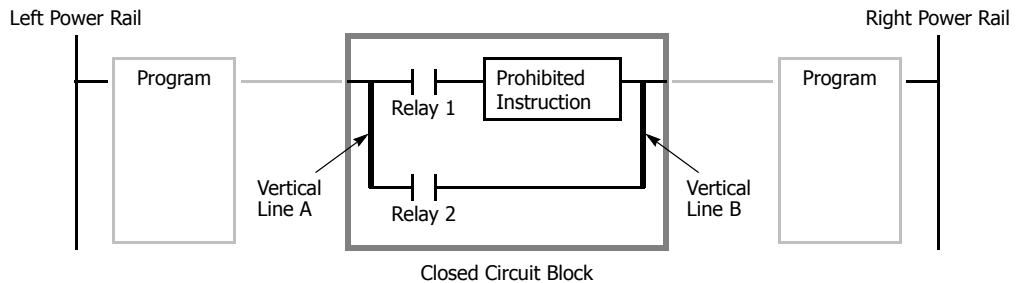 Left Power Rail
Right Power Rail
Program
Prohibited
Instruction
Program
Relay 1
Vertical
Line A
Vertical
Line B
Relay 2
Closed Circuit Block